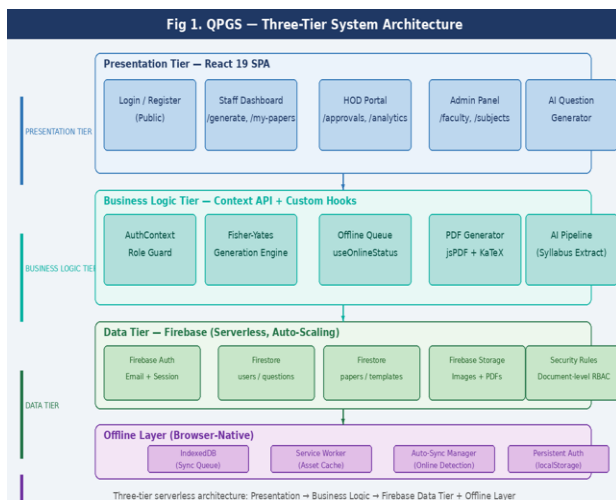 Fig 1. QPGS — Three-Tier System Architecture
Presentation Tier — React 19 SPA
Login / Register
(Public)
Staff Dashboard
/generate, /my-papers
HOD Portal
/approvals, /analytics
Admin Panel
/faculty, /subjects
AI Question
Generator
PRESENTATION TIER
Business Logic Tier — Context API + Custom Hooks
AuthContext
Role Guard
Fisher-Yates
Generation Engine
Offline Queue
useOnlineStatus
PDF Generator
jsPDF + KaTeX
AI Pipeline
(Syllabus Extract)
BUSINESS LOGIC TIER
Data Tier — Firebase (Serverless, Auto-Scaling)
Firebase Auth
Email + Session
Firestore
users / questions
Firestore
papers / templates
Firebase Storage
Images + PDFs
Security Rules
Document-level RBAC
DATA TIER
Offline Layer (Browser-Native)
IndexedDB
(Sync Queue)
Service Worker
(Asset Cache)
Auto-Sync Manager
(Online Detection)
Persistent Auth
(localStorage)
Three-tier serverless architecture: Presentation → Business Logic → Firebase Data Tier + Offline Layer